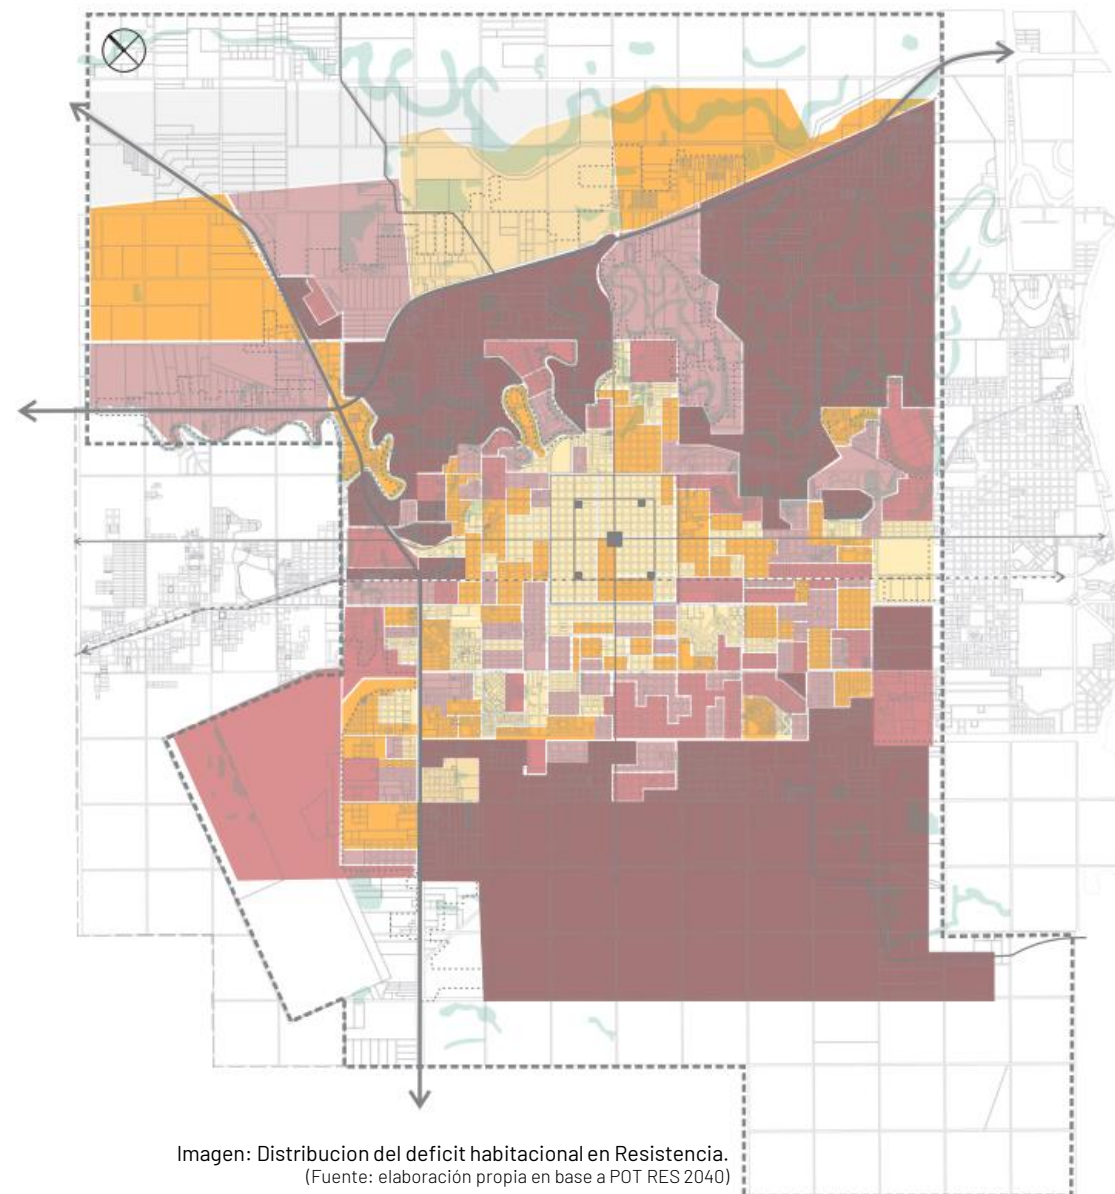 Imagen: Distribucion del deficit habitacional en Resistencia.
(Fuente: elaboración propia en base a POT RES 2040)